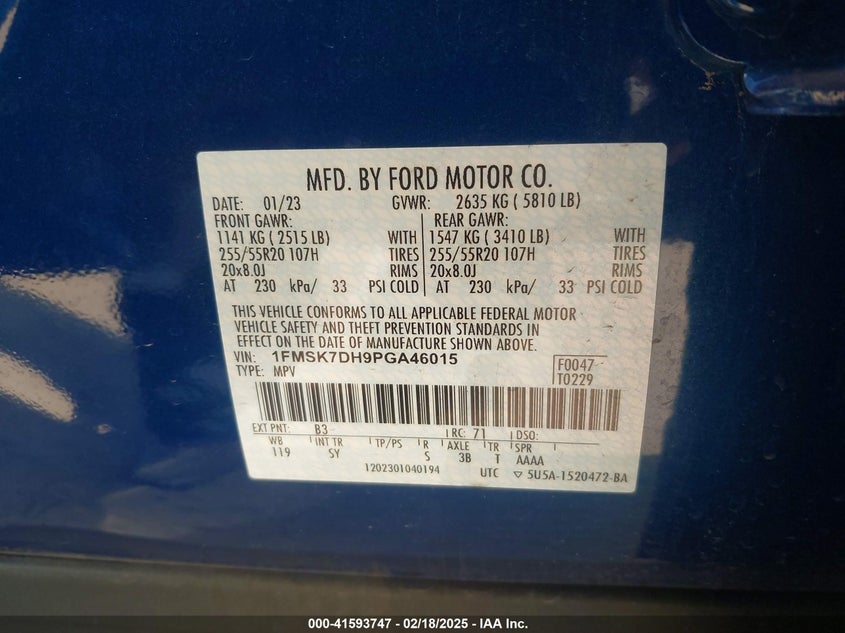 MFD. BY FORD MOTOR CO.
DATE: 01/23 GVWR: 2635 KG ( 5810 LB)
FRONT GAWR: REAR GAWR:
1141 KG ( 2515 LB) WITH 1547 KG ( 3410 LB) WITH
255/55R20 107H TIRES 255/55R20 107H TIRES
20x8.0J RIMS 20x8.0J RIMS
AT 230 kPa/ 33 PSI COLD AT 230 kPa/ 33 PSI COLD
THIS VEHICLE CONFORMS TO ALL APPLICABLE FEDERAL MOTOR
VEHICLE SAFETY AND THEFT PREVENTION STANDARDS IN
EFFECT ON THE DATE OF MANUFACTURE SHOWN ABOVE.
VIN: 1FMSK7DH9PGA46015 F0047
TYPE: MPV T0229
EXT PNT: B3 RC: 71 DSO:
WB INT TR TP/PS R AXLE TR SPR
119 SY S 3B T AAAA
1202301040194 UTC ▽ 5U5A-1520472-BA
000-41593747 - 02/18/2025 - IAA Inc.